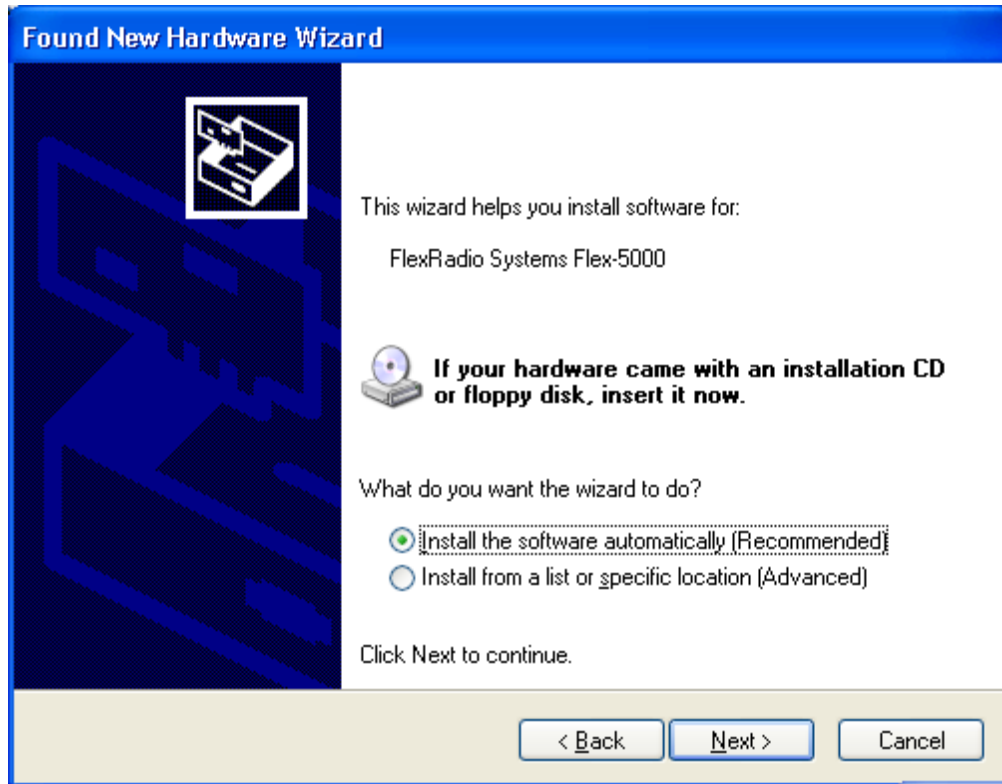 Found New Hardware Wizard
This wizard helps you install software for:
FlexRadio Systems Flex-5000
If your hardware came with an installation CD
or floppy disk, insert it now.
What do you want the wizard to do?
Install the software automatically (Recommended)
Install from a list or specific location (Advanced)
Click Next to continue.
< Back Next > Cancel